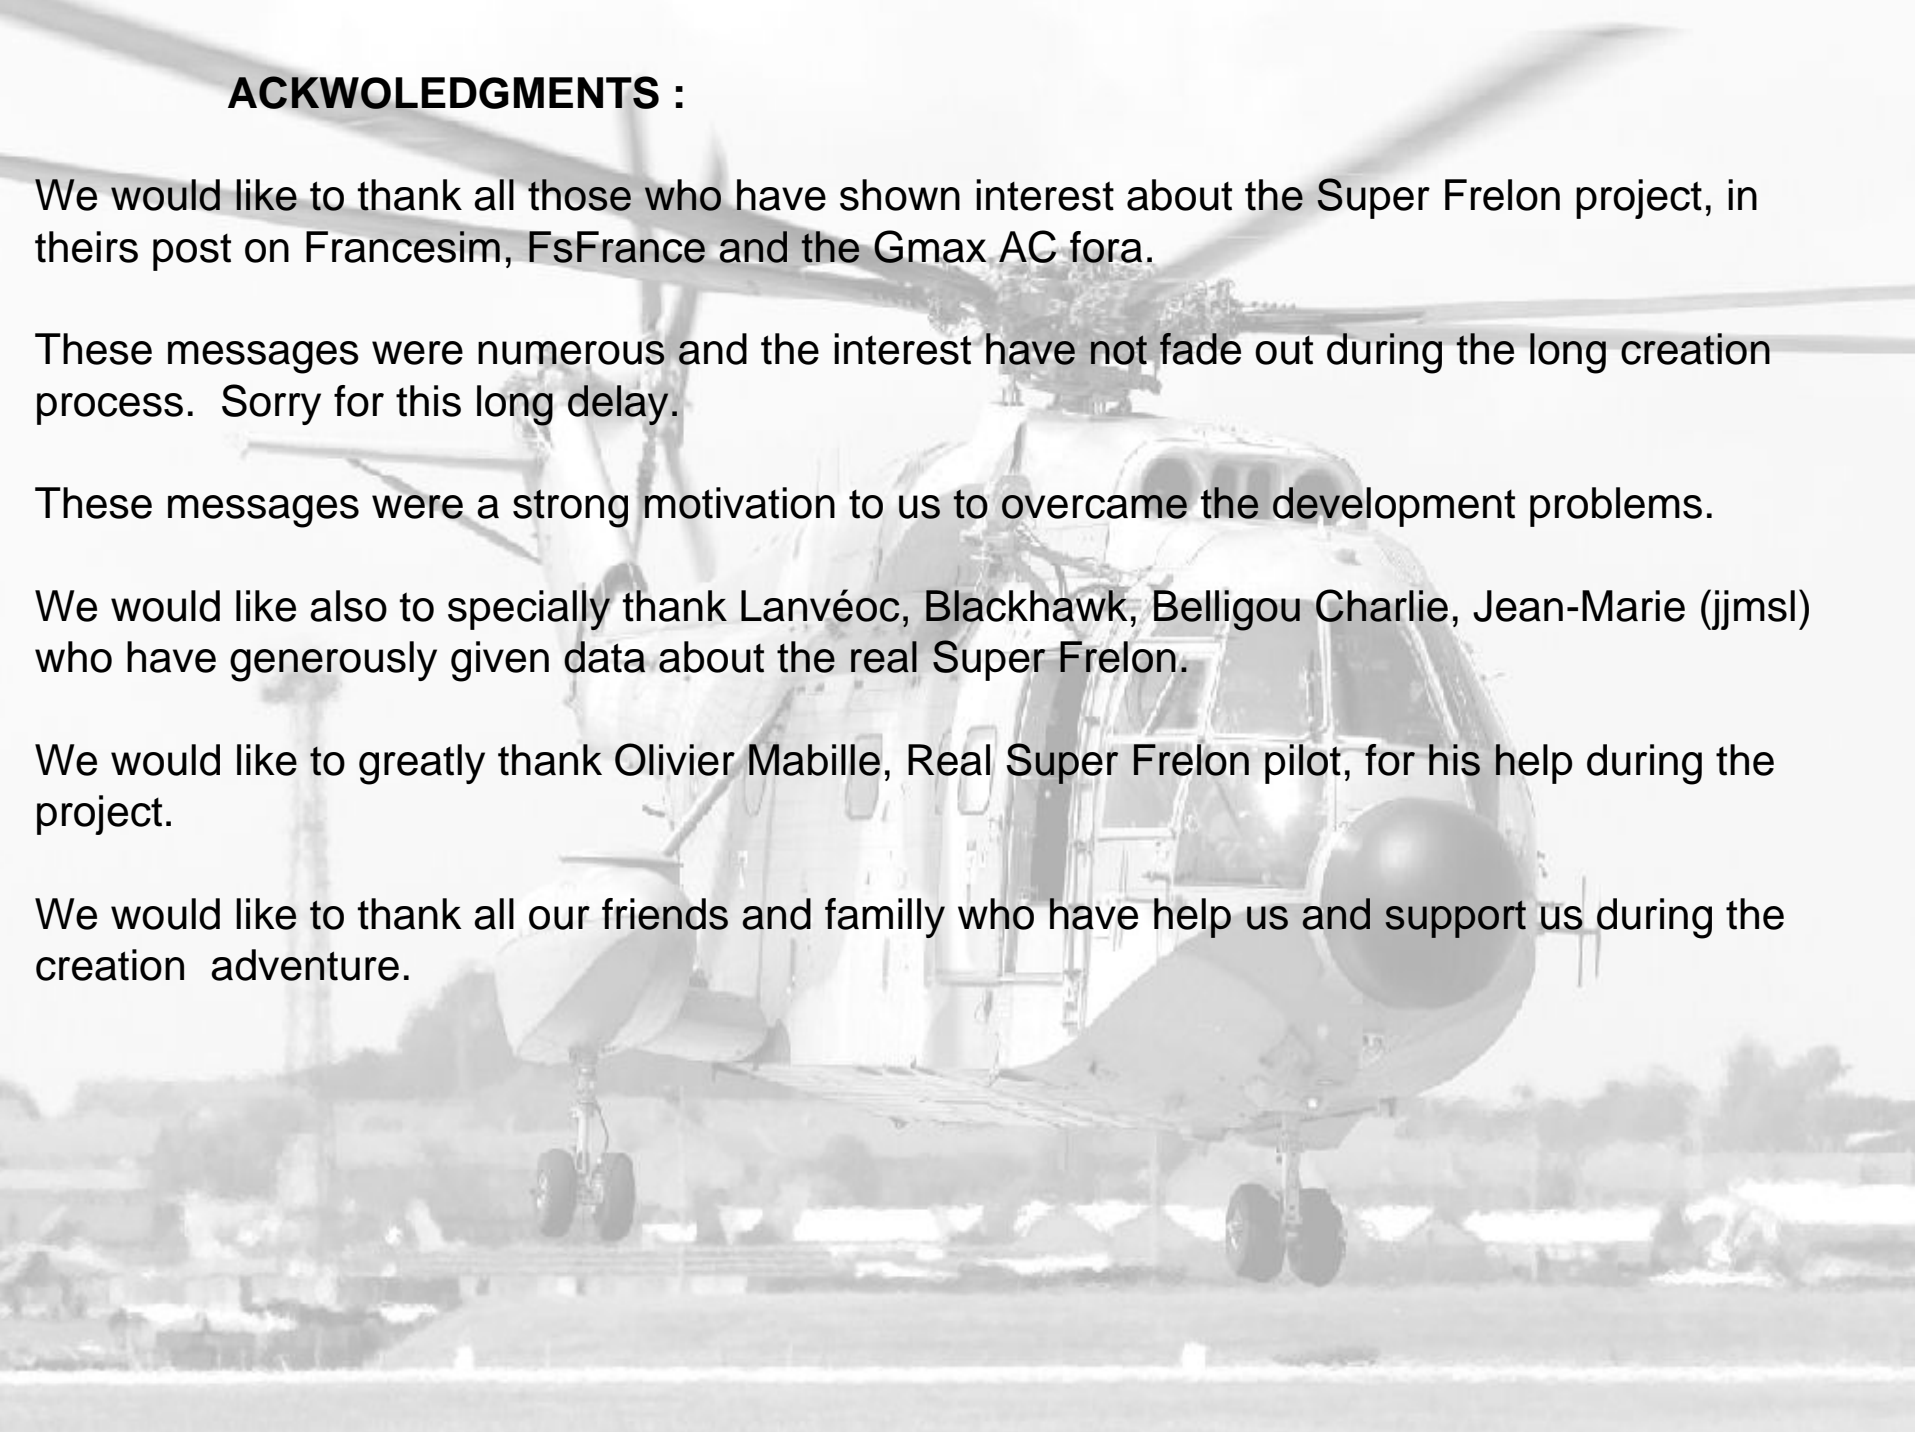 ACKWOLEDGMENTS :
We would like to thank all those who have shown interest about the Super Frelon project, in
theirs post on Francesim, FsFrance and the Gmax AC fora.
These messages were numerous and the interest have not fade out during the long creation
process.  Sorry for this long delay.
These messages were a strong motivation to us to overcame the development problems.
We would like also to specially thank Lanvéoc, Blackhawk, Belligou Charlie, Jean-Marie (jjmsl)
who have generously given data about the real Super Frelon.
We would like to greatly thank Olivier Mabille, Real Super Frelon pilot, for his help during the
project.
We would like to thank all our friends and familly who have help us and support us during the
creation  adventure.